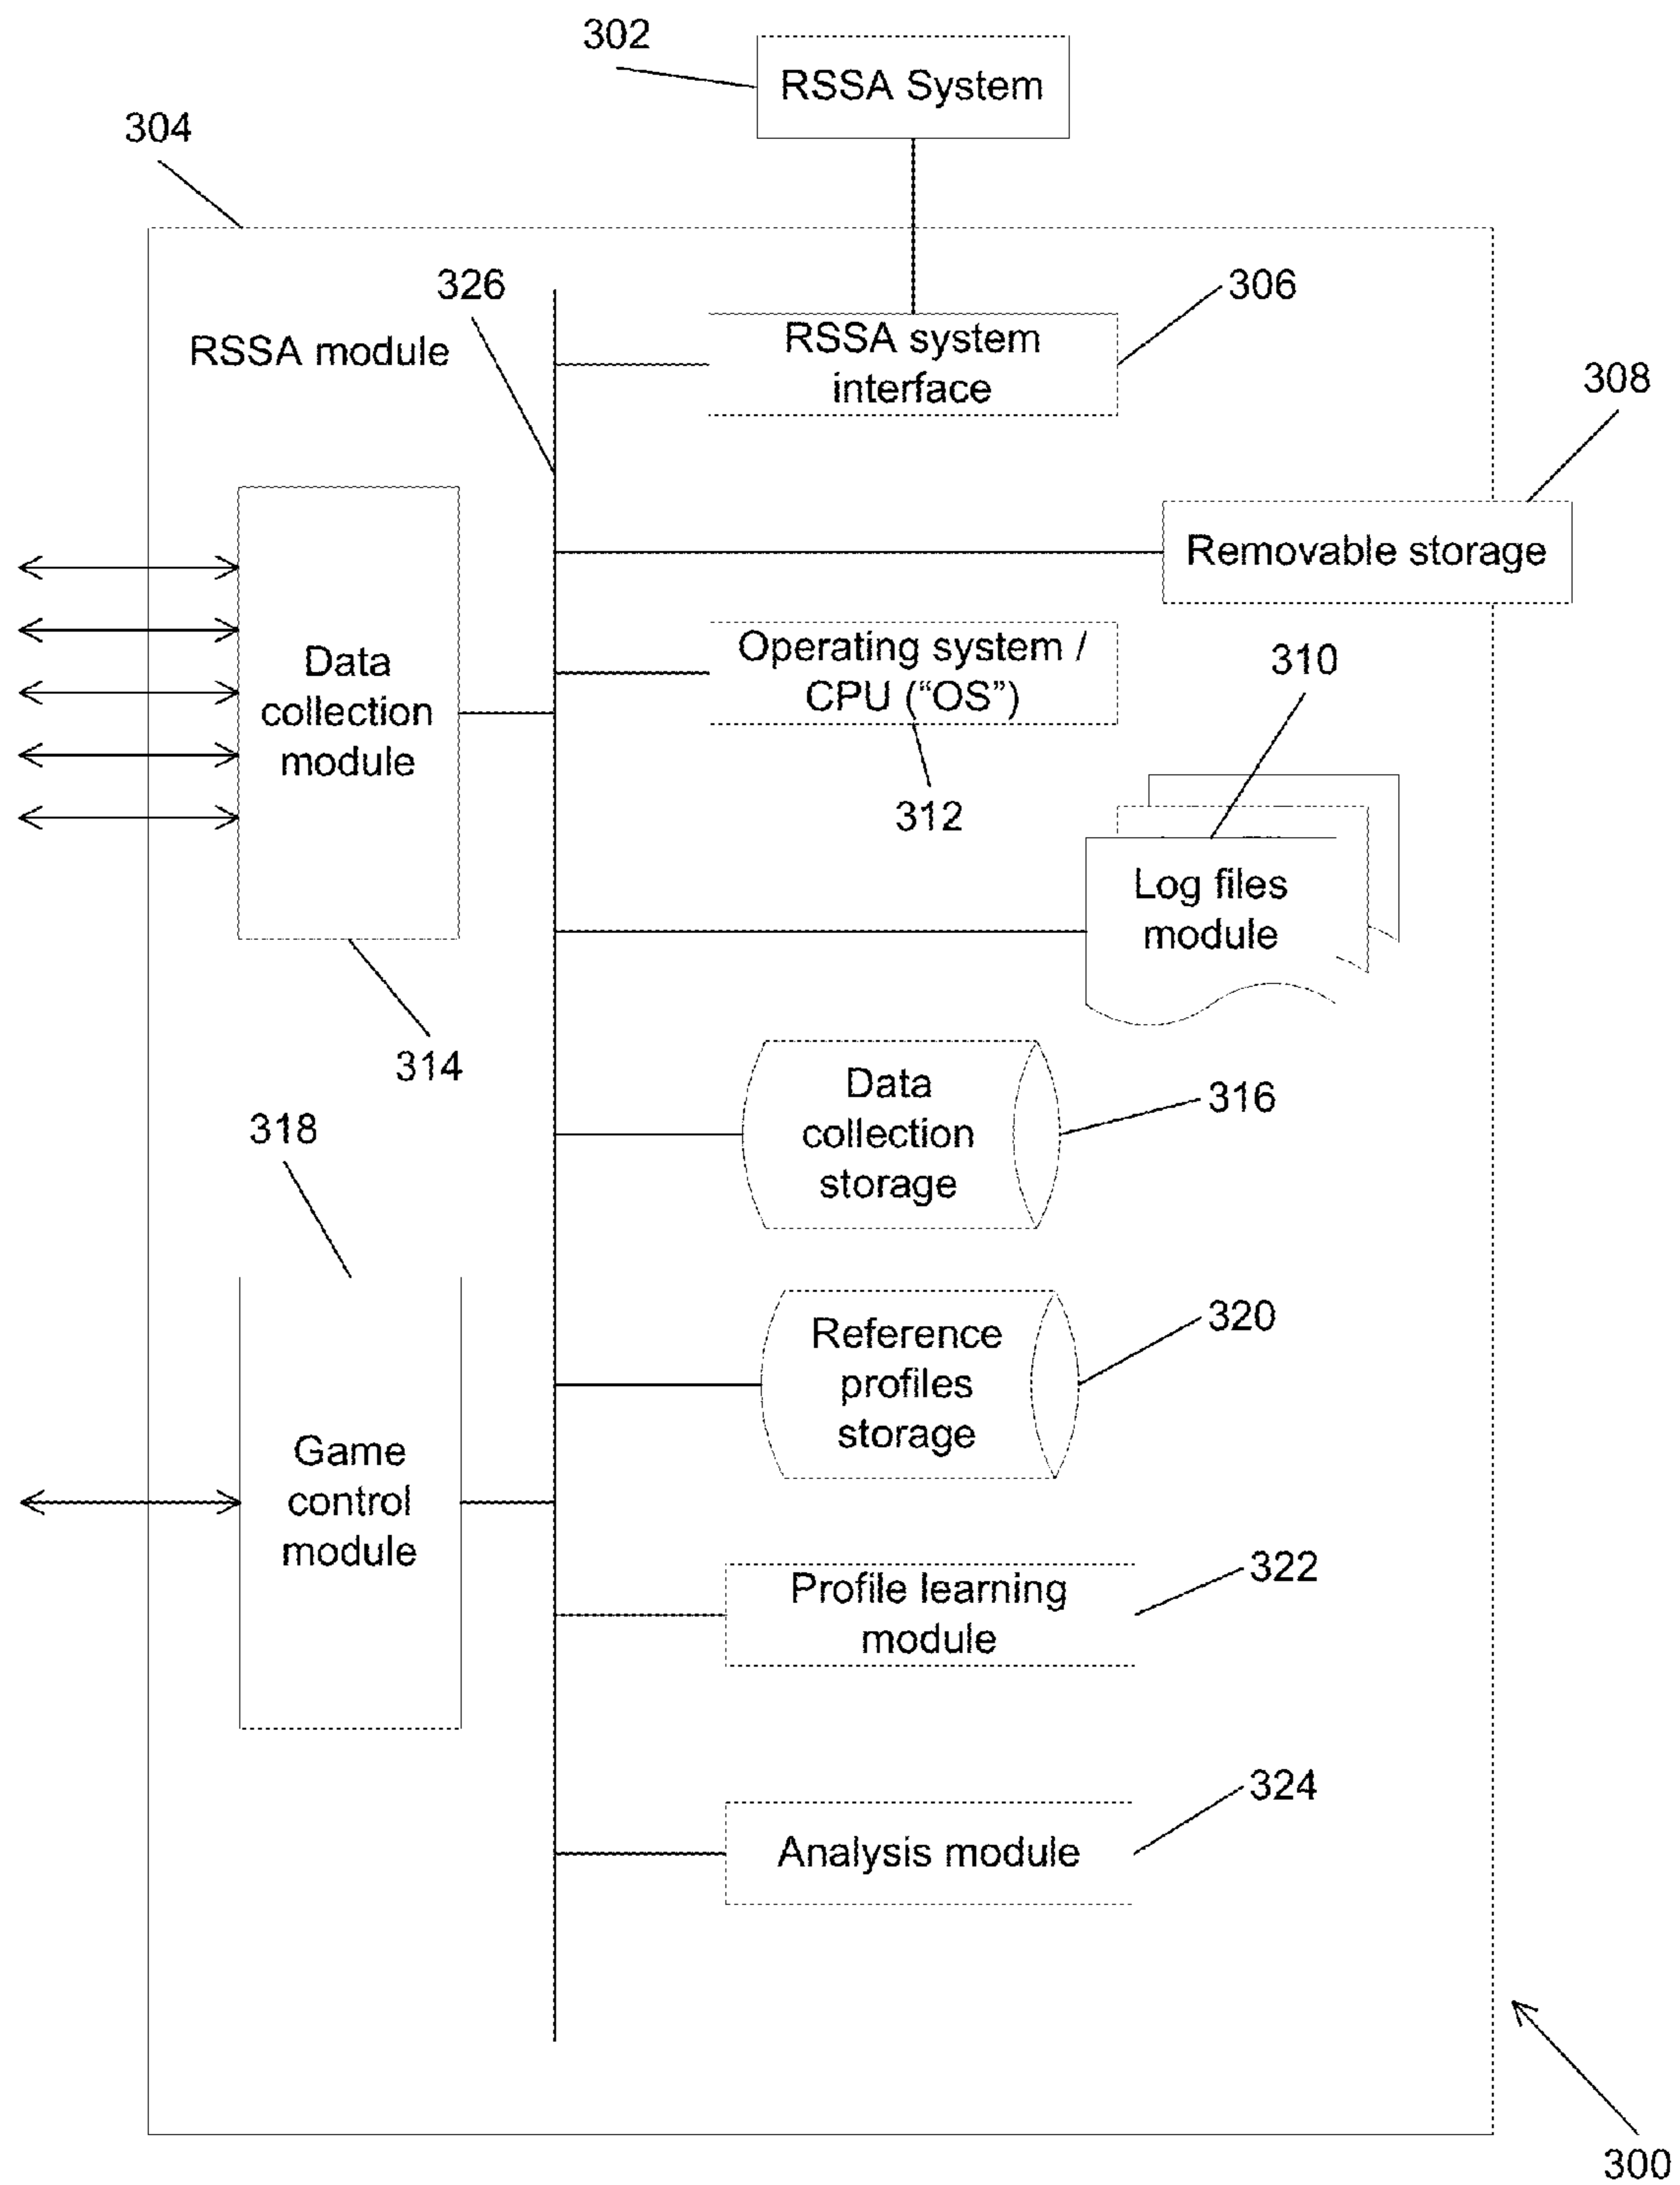 302
RSSA System
304
326
306
RSSA module
RSSA system
interface
308
Removable storage
Data
collection
module
Operating system /
CPU (“OS”)
310
312
Log files
module
314
Data
collection
storage
316
318
Reference
profiles
storage
320
Game
control
module
Profile learning
module
322
324
Analysis module
300